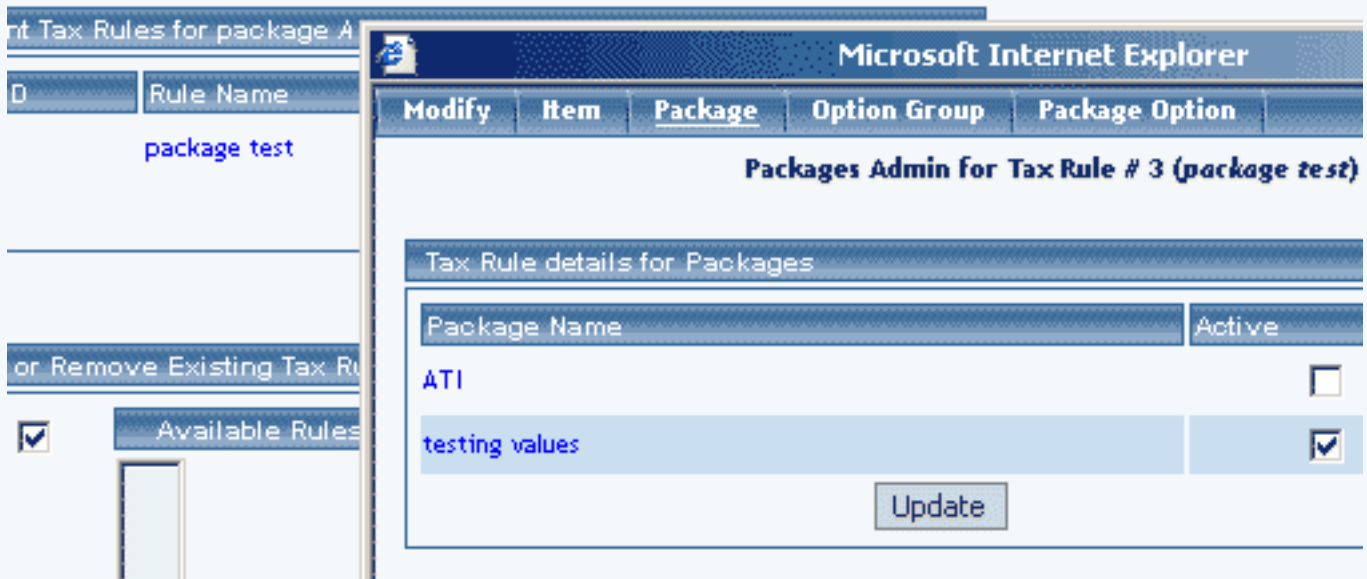 nt Tax Rules for package A
D Rule Name
package test
or Remove Existing Tax Ru
Available Rules
Microsoft Internet Explorer
Modify Item Package Option Group Package Option
Packages Admin for Tax Rule # 3 (package test)
Tax Rule details for Packages
Package Name Active
ATI
testing values
Update